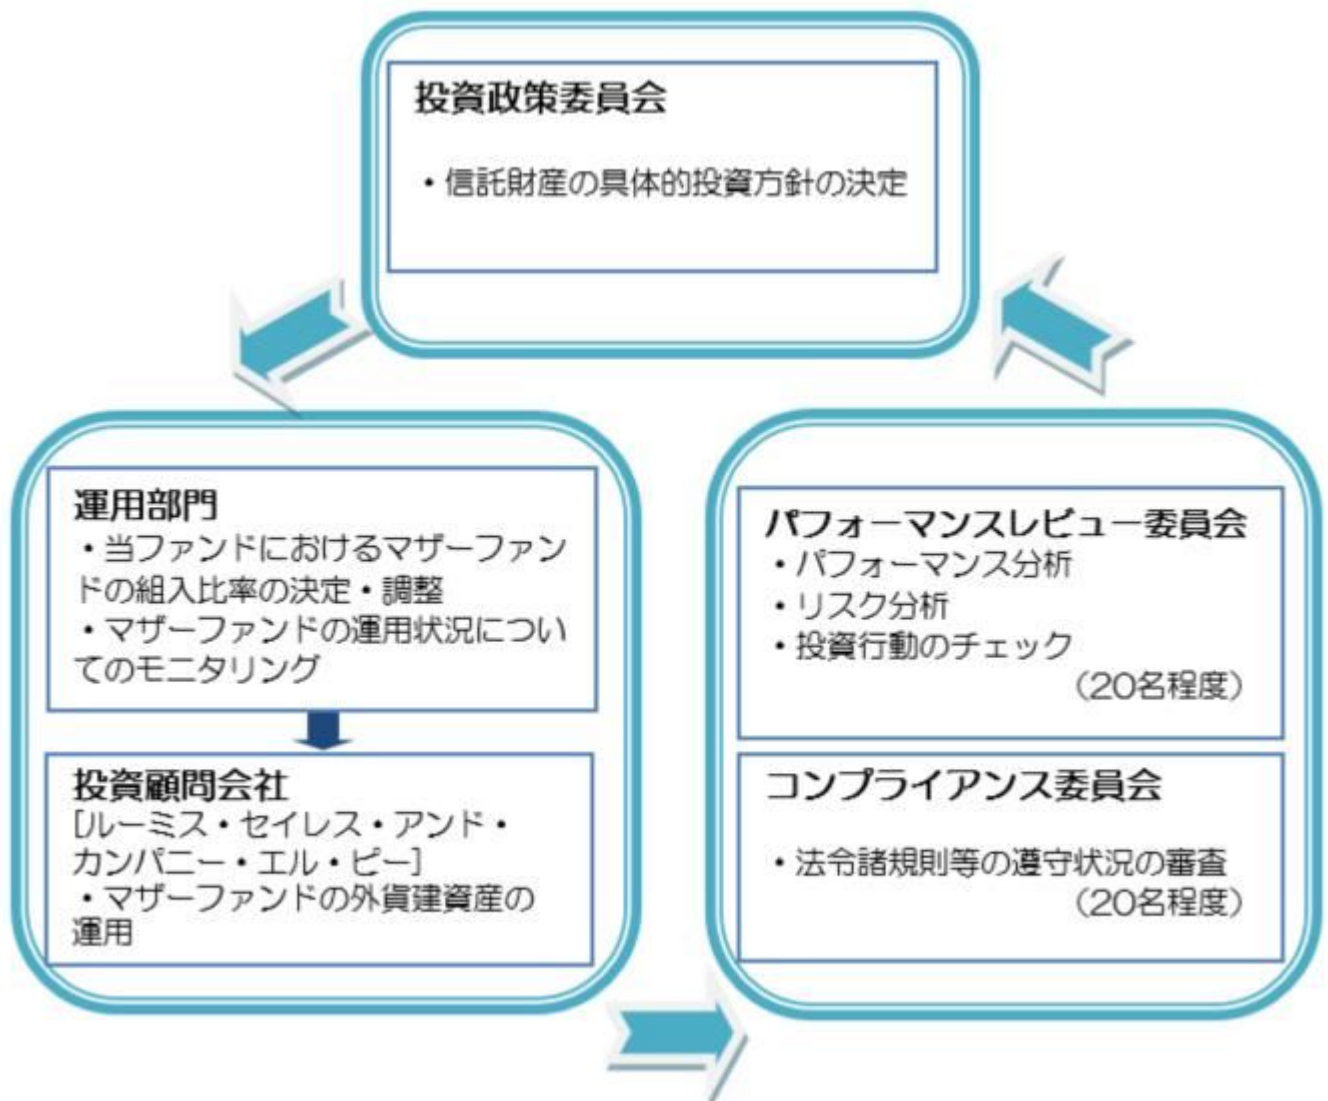 投資政策委員会
・信託財産の具体的投資方針の決定
運用部門
・当ファンドにおけるマザーファン
ドの組入比率の決定・調整
・マザーファンドの運用状況につい
てのモニタリング
投資顧問会社
[ルーミス・セイレス・アンド・
カンパニー・エル・ピー]
・マザーファンドの外貨建資産の
運用
パフォーマンスレビュー委員会
・パフォーマンス分析
・リスク分析
・投資行動のチェック
（20名程度）
コンプライアンス委員会
・法令諸規則等の遵守状況の審査
（20名程度）